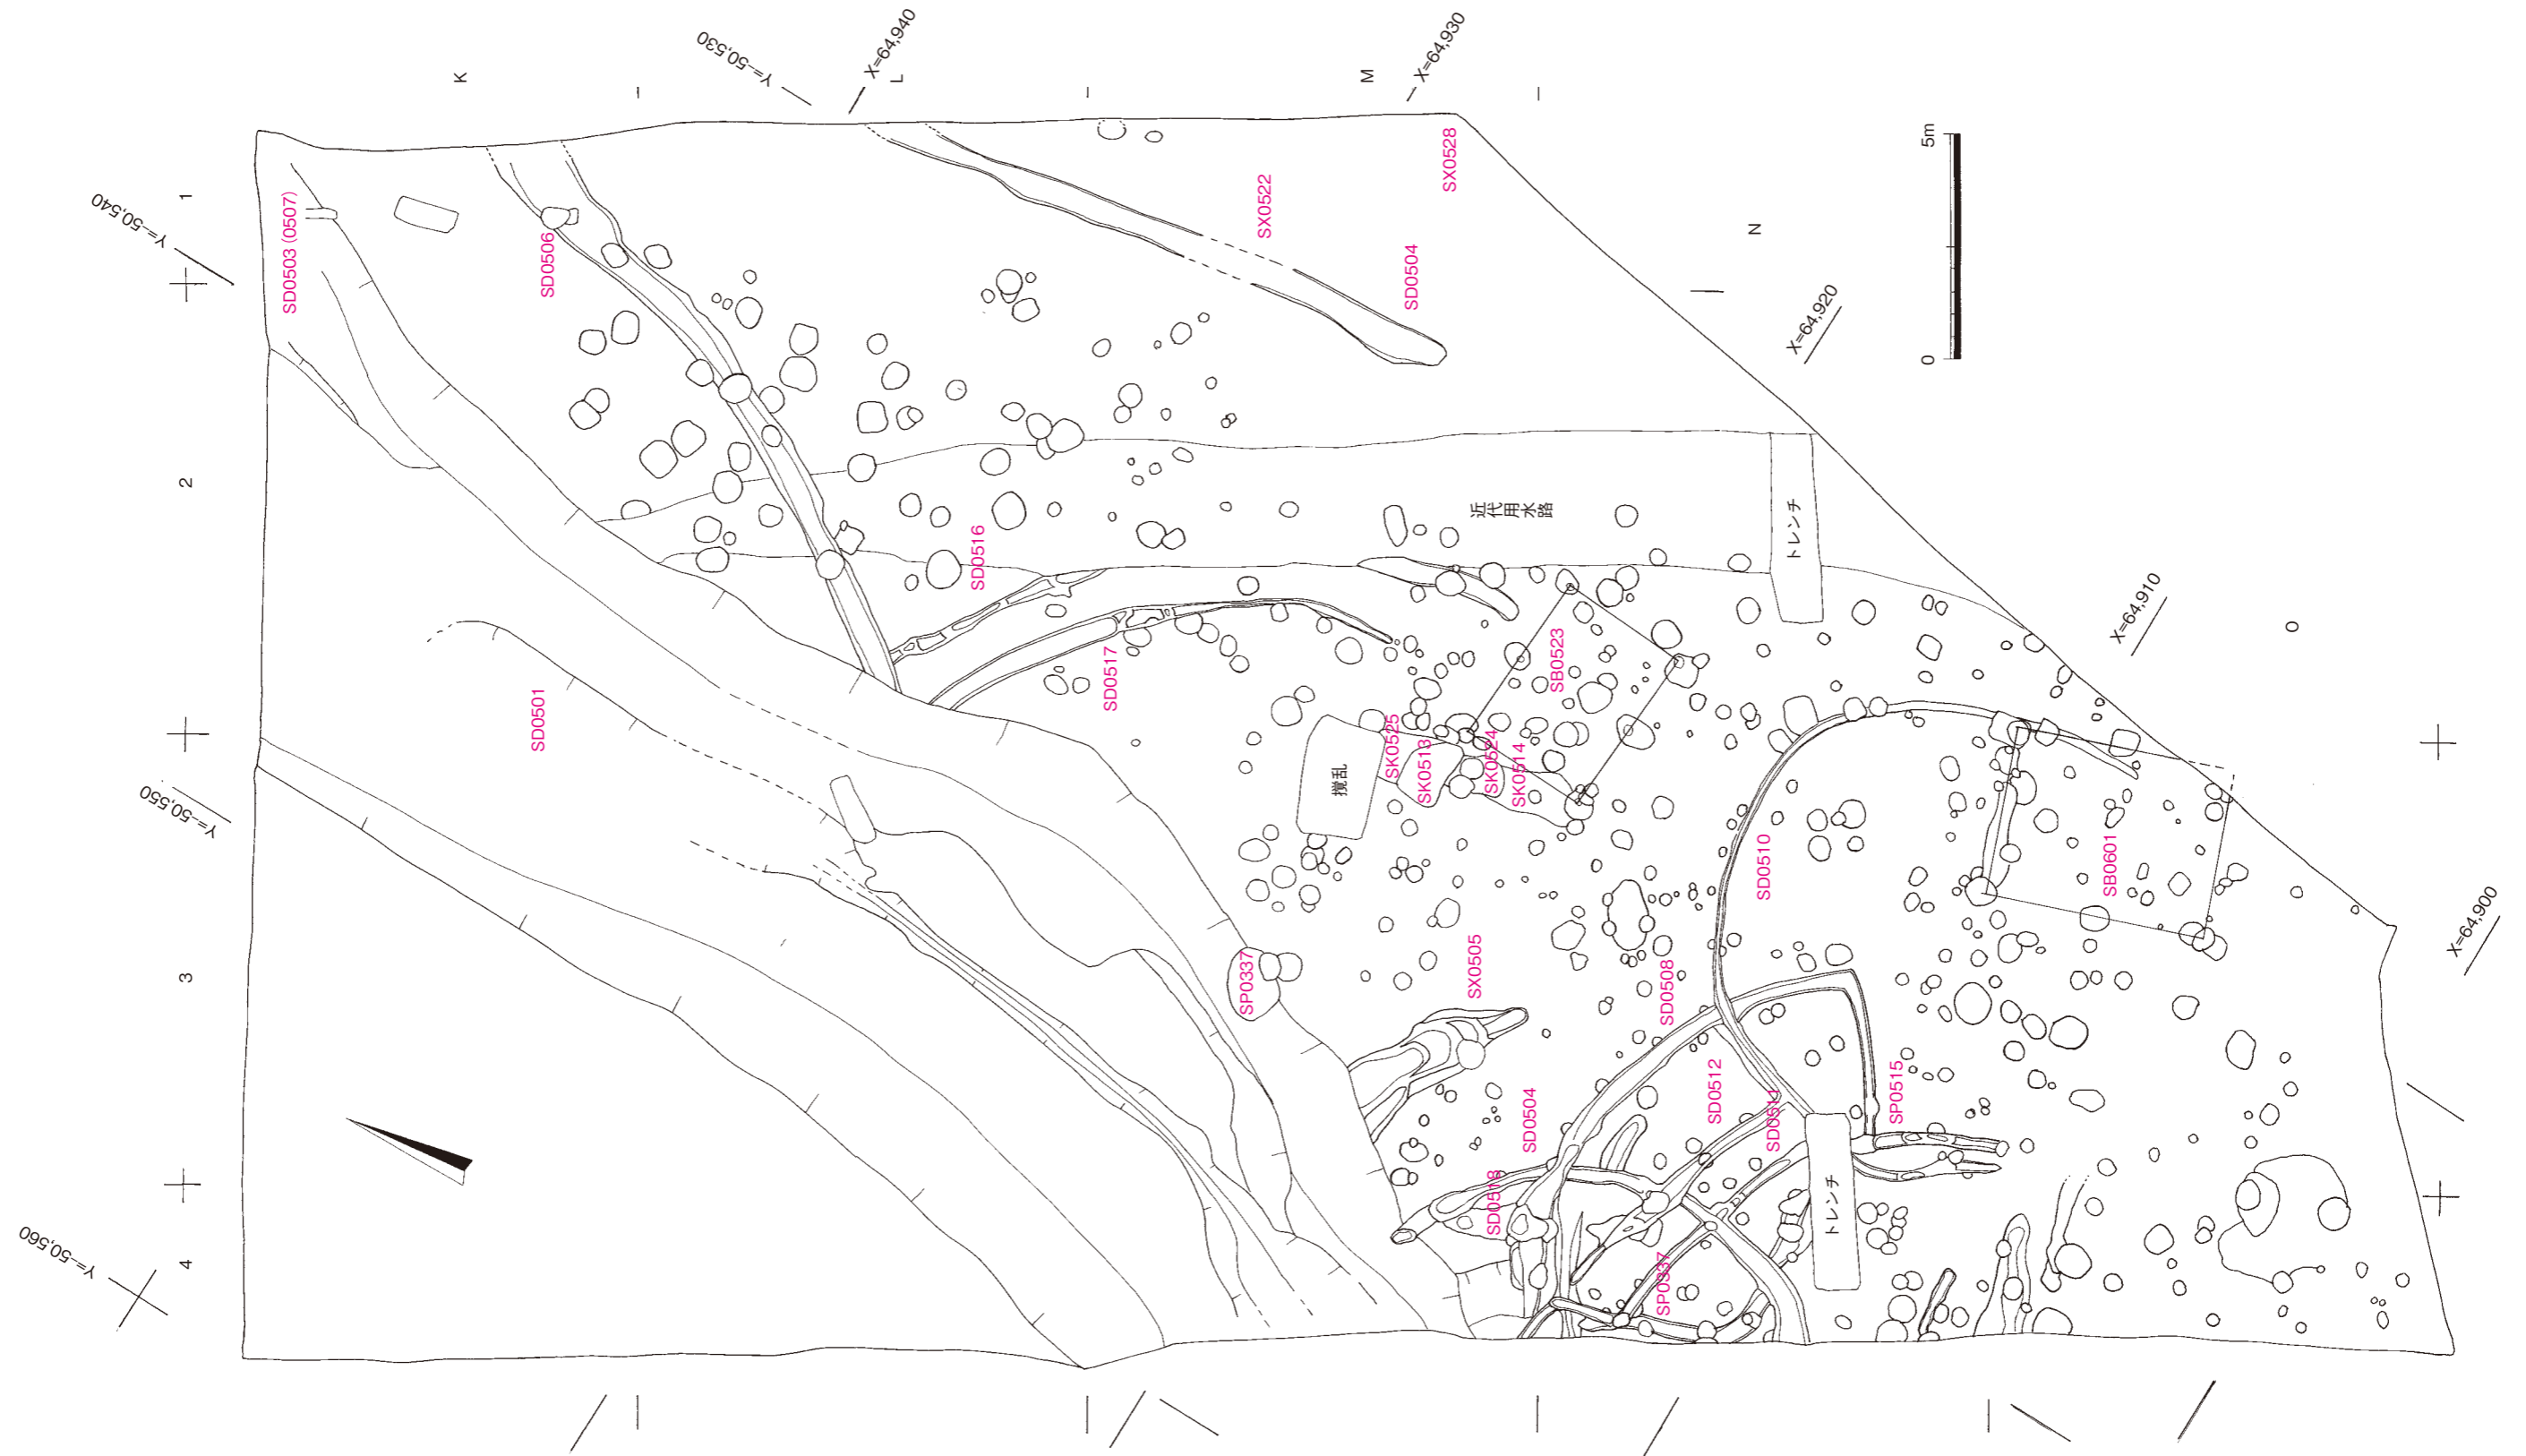 Y=-50,530
X=64,940
X=64,930
K
L
M
SX0528
5m
1
Y=-50,540
SD0503 (0507)
SD0506
SX0522
SD0504
N
X=64,920
0
2
近代用水路
トレンチ
SD0516
X=64,910
O
SD0517
SB0523
SD0501
SK0525
SK0513
SK0524
SK0514
攪乱
Y=-50,550
SD0510
SB0601
X=64,900
3
SP0337
SX0505
SD0508
SD0504
SD0512
SD0511
SP0515
SD0518
トレンチ
SP0337
4
Y=-50,560